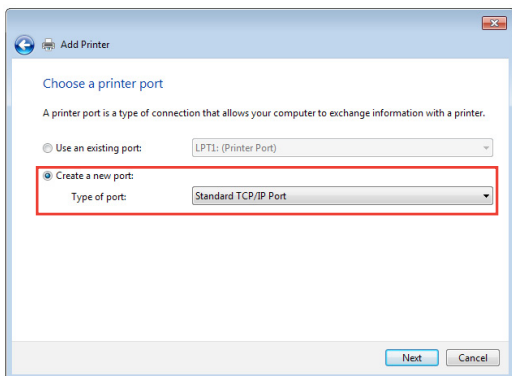 Add Printer
Choose a printer port
A printer port is a type of connection that allows your computer to exchange information with a printer.
Use an existing port: LPT1: (Printer Port)
Create a new port:
Type of port: Standard TCP/IP Port
Next Cancel